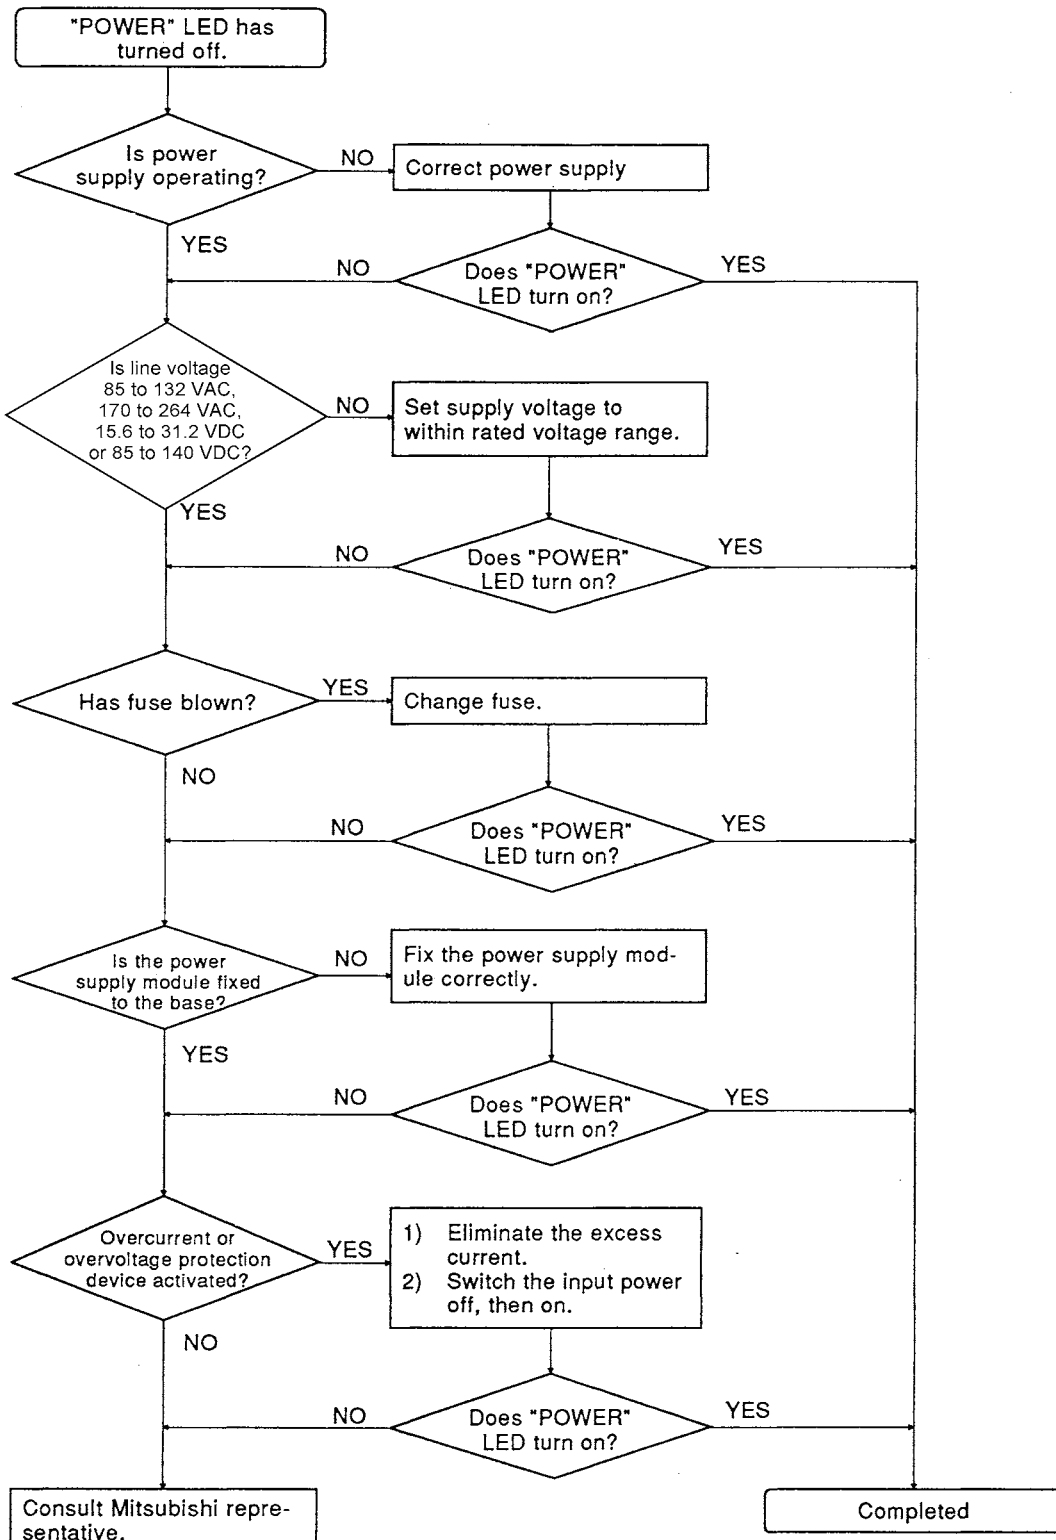 "POWER" LED has
turned off.
Is power
supply operating?
NO
Correct power supply
YES
NO
Does "POWER"
LED turn on?
YES
Is line voltage
85 to 132 VAC,
170 to 264 VAC,
15.6 to 31.2 VDC
or 85 to 140 VDC?
NO
Set supply voltage to
within rated voltage range.
YES
NO
Does "POWER"
LED turn on?
YES
Has fuse blown?
YES
Change fuse.
NO
NO
Does "POWER"
LED turn on?
YES
Is the power
supply module fixed
to the base?
NO
Fix the power supply mod-
ule correctly.
YES
NO
Does "POWER"
LED turn on?
YES
Overcurrent or
overvoltage protection
device activated?
YES
1) Eliminate the excess
current.
2) Switch the input power
off, then on.
NO
NO
Does "POWER"
LED turn on?
YES
Consult Mitsubishi repre-
sentative.
Completed